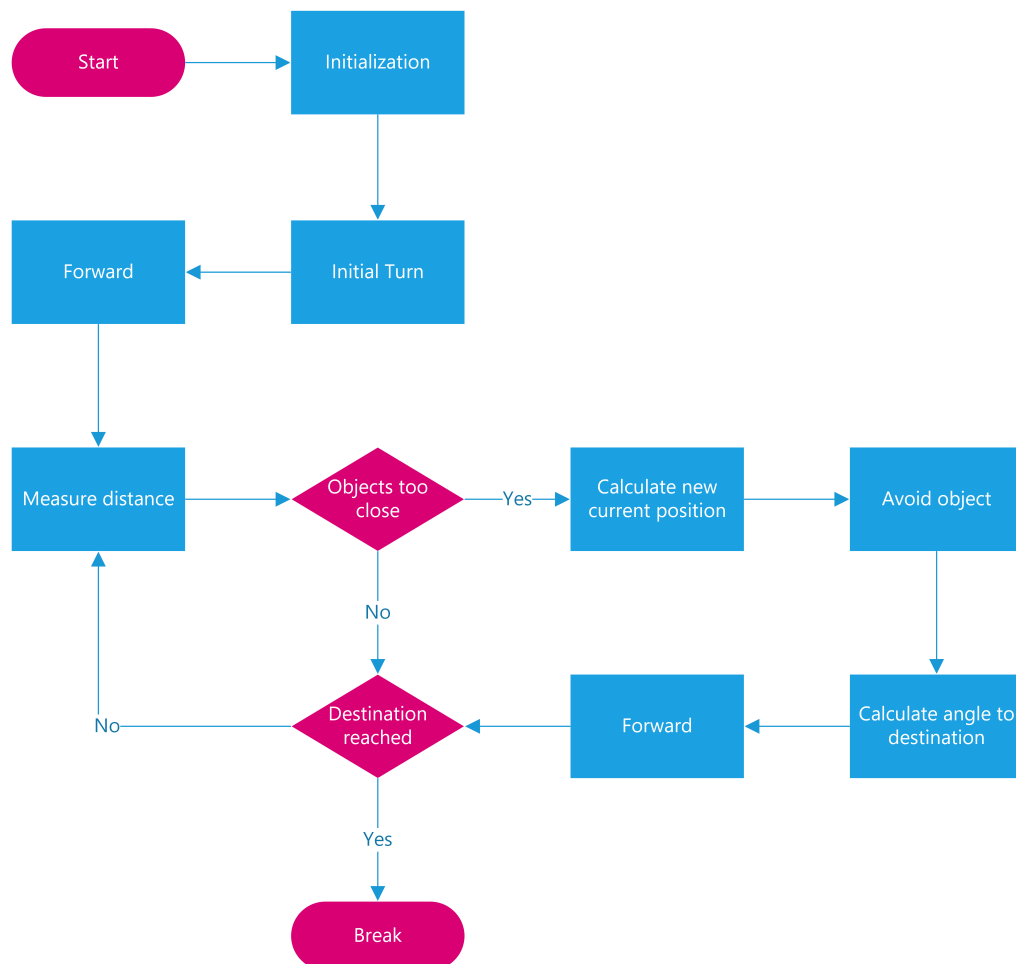 Start
Initialization
Forward
Initial Turn
Measure distance
Objects too
close
Yes
Calculate new
current position
Avoid object
No
Destination
reached
No
Forward
Calculate angle to
destination
Yes
Break